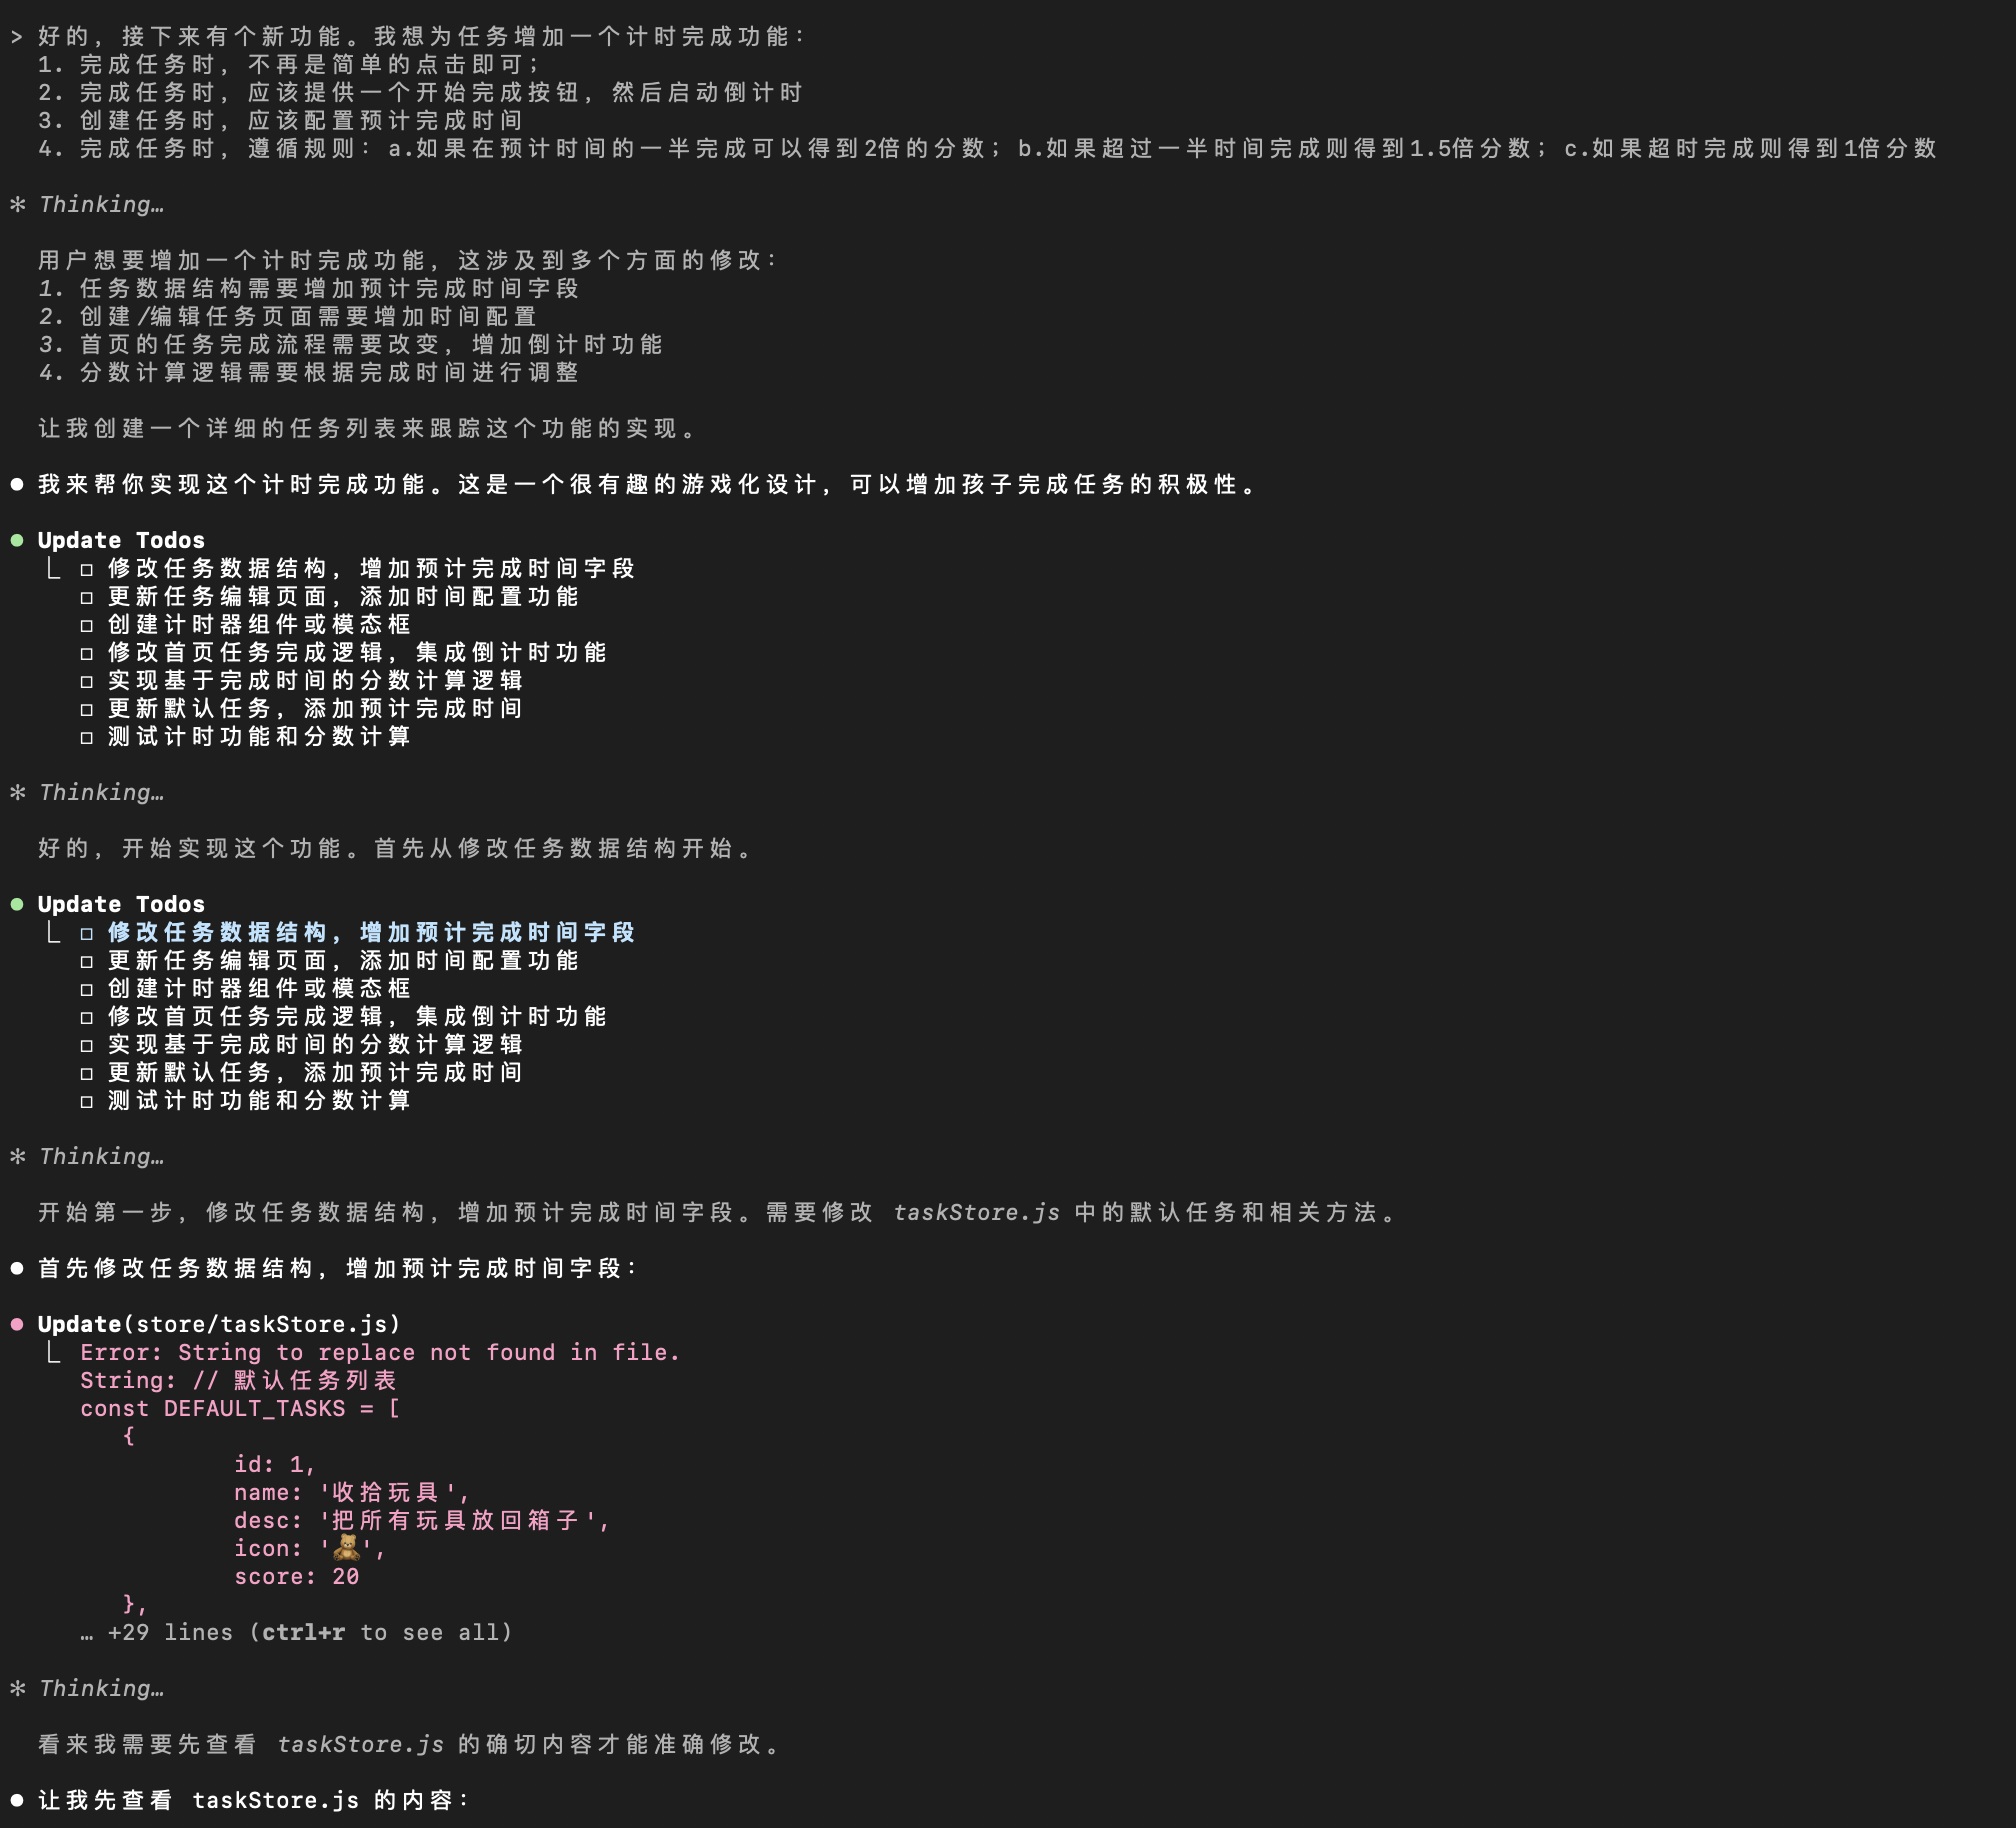 > 好的，接下来有个新功能。我想为任务增加一个计时完成功能：
1. 完成任务时，不再是简单的点击即可；
2. 完成任务时，应该提供一个开始完成按钮，然后启动倒计时
3. 创建任务时，应该配置预计完成时间
4. 完成任务时，遵循规则：a.如果在预计时间的一半完成可以得到2倍的分数；b.如果超过一半时间完成则得到1.5倍分数；c.如果超时完成则得到1倍分数
✻ Thinking…
用户想要增加一个计时完成功能，这涉及到多个方面的修改：
1. 任务数据结构需要增加预计完成时间字段
2. 创建/编辑任务页面需要增加时间配置
3. 首页的任务完成流程需要改变，增加倒计时功能
4. 分数计算逻辑需要根据完成时间进行调整
让我创建一个详细的任务列表来跟踪这个功能的实现。
● 我来帮你实现这个计时完成功能。这是一个很有趣的游戏化设计，可以增加孩子完成任务的积极性。
● Update Todos
⎿ ☐ 修改任务数据结构，增加预计完成时间字段
☐ 更新任务编辑页面，添加时间配置功能
☐ 创建计时器组件或模态框
☐ 修改首页任务完成逻辑，集成倒计时功能
☐ 实现基于完成时间的分数计算逻辑
☐ 更新默认任务，添加预计完成时间
☐ 测试计时功能和分数计算
✻ Thinking…
好的，开始实现这个功能。首先从修改任务数据结构开始。
● Update Todos
⎿ ☐ 修改任务数据结构，增加预计完成时间字段
☐ 更新任务编辑页面，添加时间配置功能
☐ 创建计时器组件或模态框
☐ 修改首页任务完成逻辑，集成倒计时功能
☐ 实现基于完成时间的分数计算逻辑
☐ 更新默认任务，添加预计完成时间
☐ 测试计时功能和分数计算
✻ Thinking…
开始第一步，修改任务数据结构，增加预计完成时间字段。需要修改 taskStore.js 中的默认任务和相关方法。
● 首先修改任务数据结构，增加预计完成时间字段：
● Update(store/taskStore.js)
⎿ Error: String to replace not found in file.
String: // 默认任务列表
const DEFAULT_TASKS = [
{
id: 1,
name: '收拾玩具',
desc: '把所有玩具放回箱子',
icon: '🧸',
score: 20
},
… +29 lines (ctrl+r to see all)
✻ Thinking…
看来我需要先查看 taskStore.js 的确切内容才能准确修改。
● 让我先查看 taskStore.js 的内容：